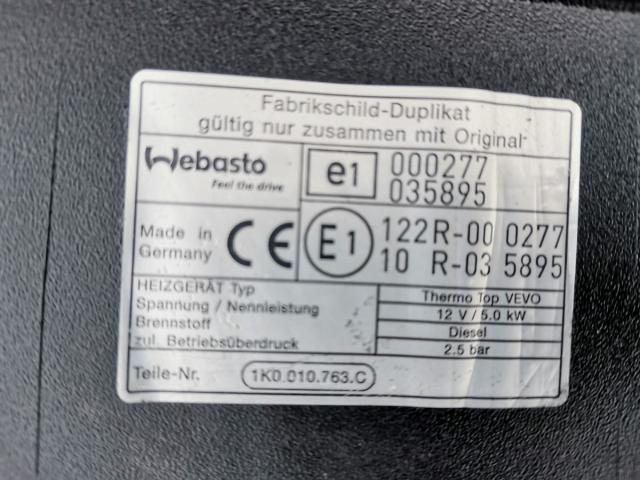 Fabrikschild-Duplikat
gültig nur zusammen mit Original
Webasto
Feel the drive
e1
000277
035895
Made in
Germany
CE
E1
122R-00 0277
10 R-03 5895
HEIZGERÄT Typ
Thermo Top VEVO
Spannung / Nennleistung
12 V / 5.0 kW
Brennstoff
Diesel
zul. Betriebsüberdruck
2.5 bar
Teile-Nr.
1K0.010.763.C